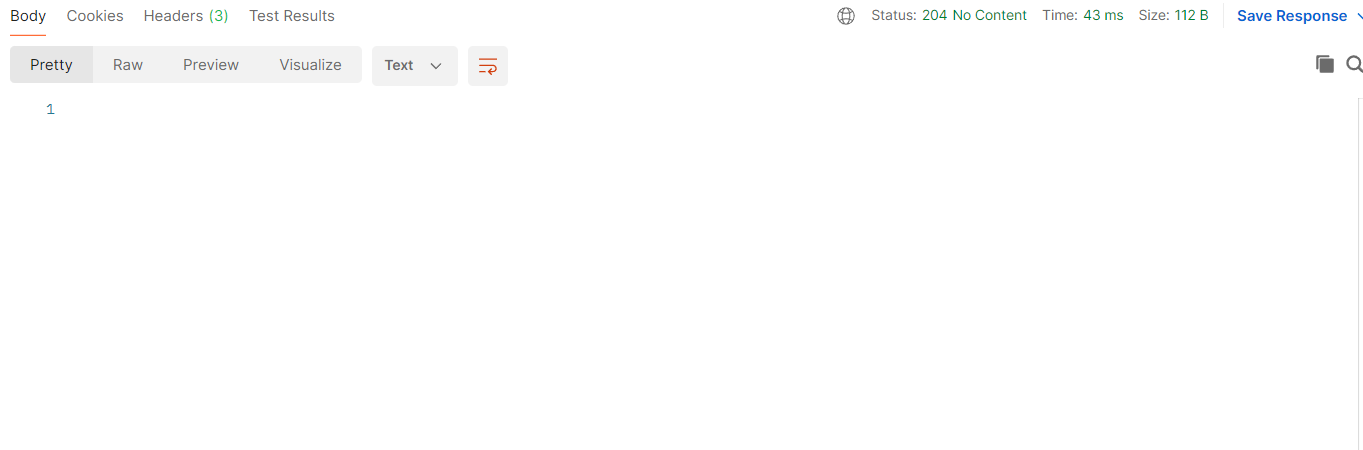 Body Cookies Headers (3) Test Results Status: 204 No Content Time: 43 ms Size: 112 B Save Response
Pretty Raw Preview Visualize Text
1